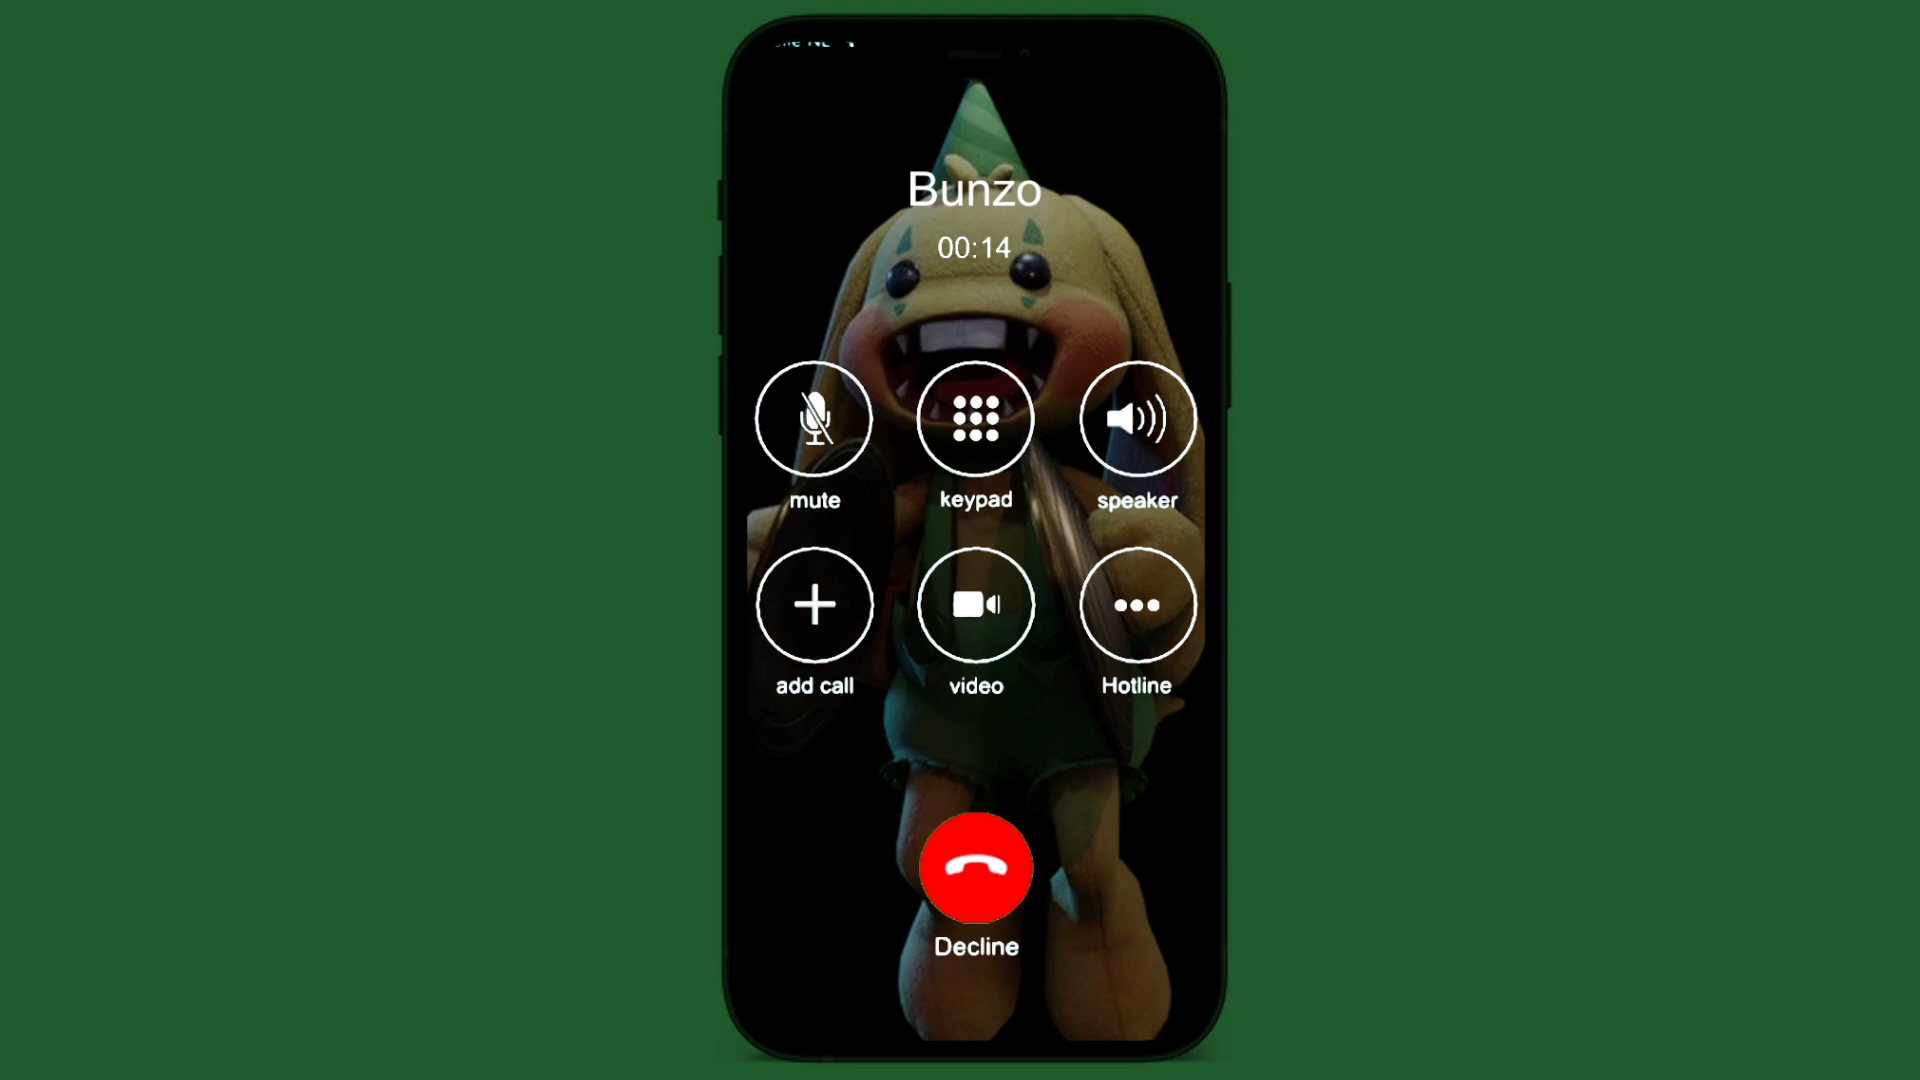 Bunzo
00:14
mute keypad speaker
add call video Hotline
Decline